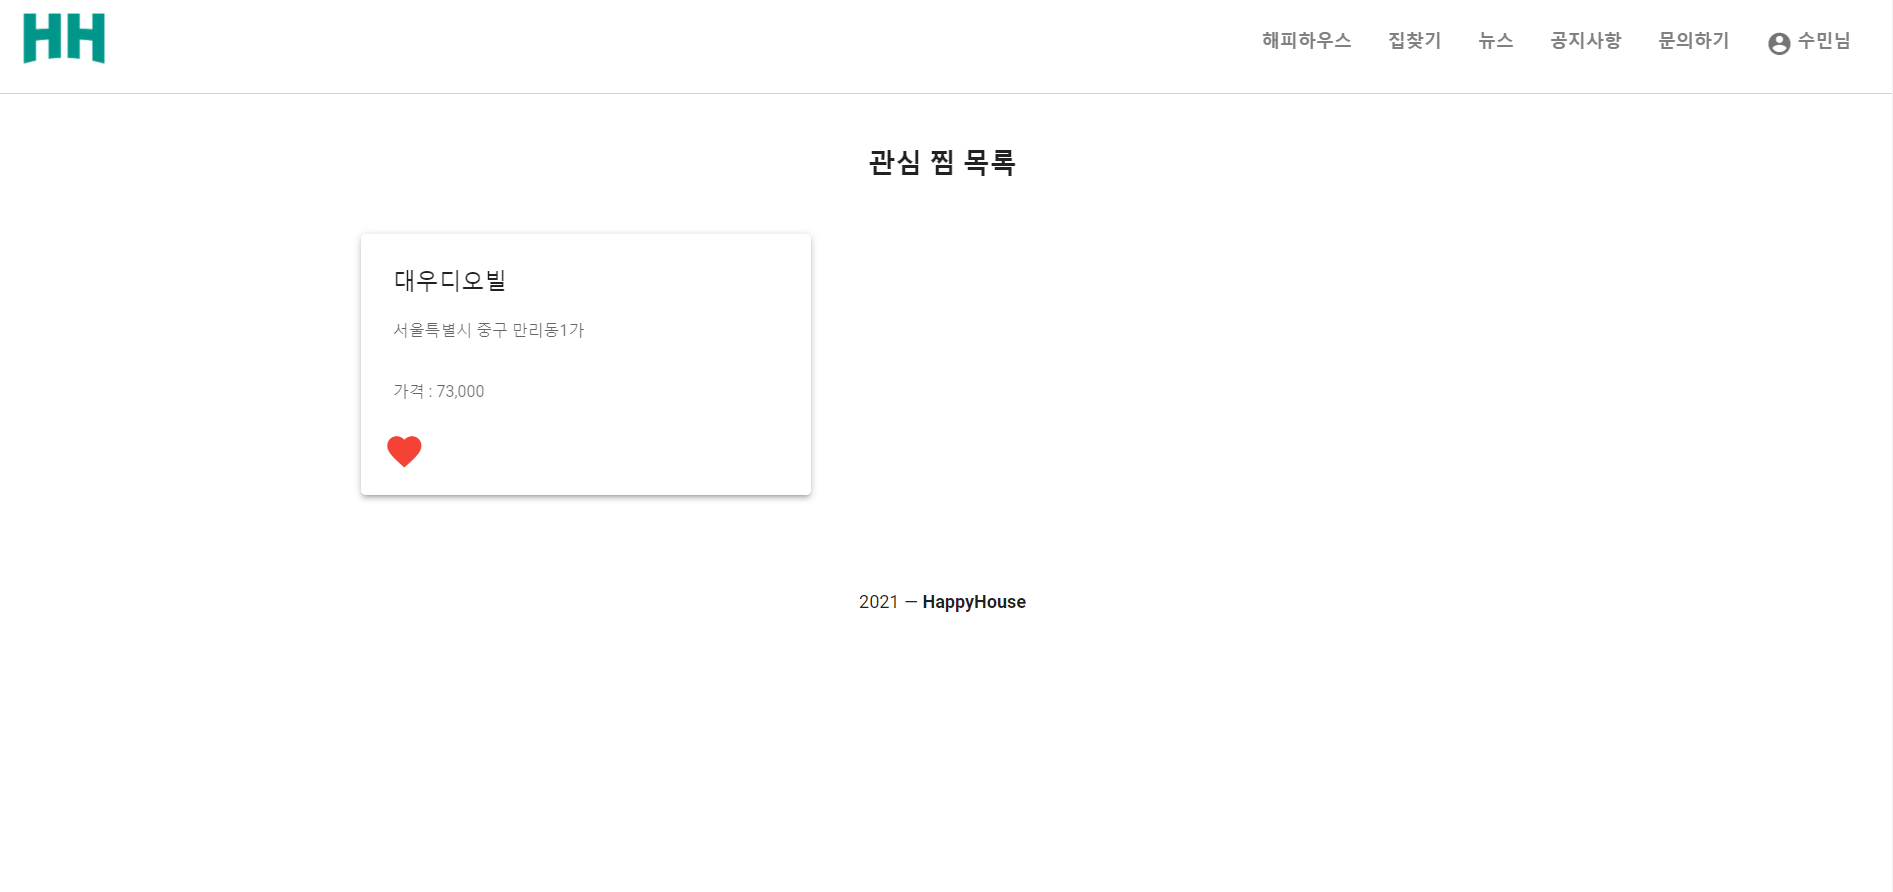 HH
해피하우스 집찾기 뉴스 공지사항 문의하기 수민님
관심 찜 목록
대우디오빌
서울특별시 중구 만리동1가
가격 : 73,000
2021 — HappyHouse